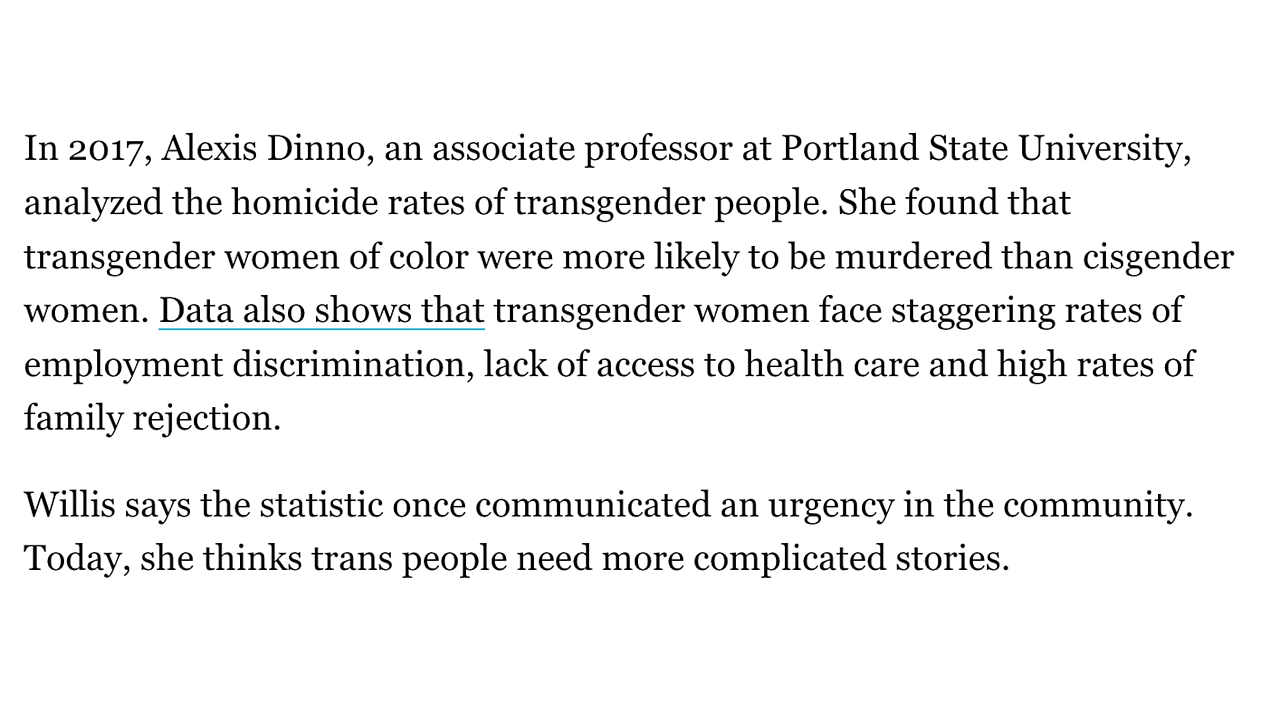 In 2017, Alexis Dinno, an associate professor at Portland State University,
analyzed the homicide rates of transgender people. She found that
transgender women of color were more likely to be murdered than cisgender
women. Data also shows that transgender women face staggering rates of
employment discrimination, lack of access to health care and high rates of
family rejection.
Willis says the statistic once communicated an urgency in the community.
Today, she thinks trans people need more complicated stories.